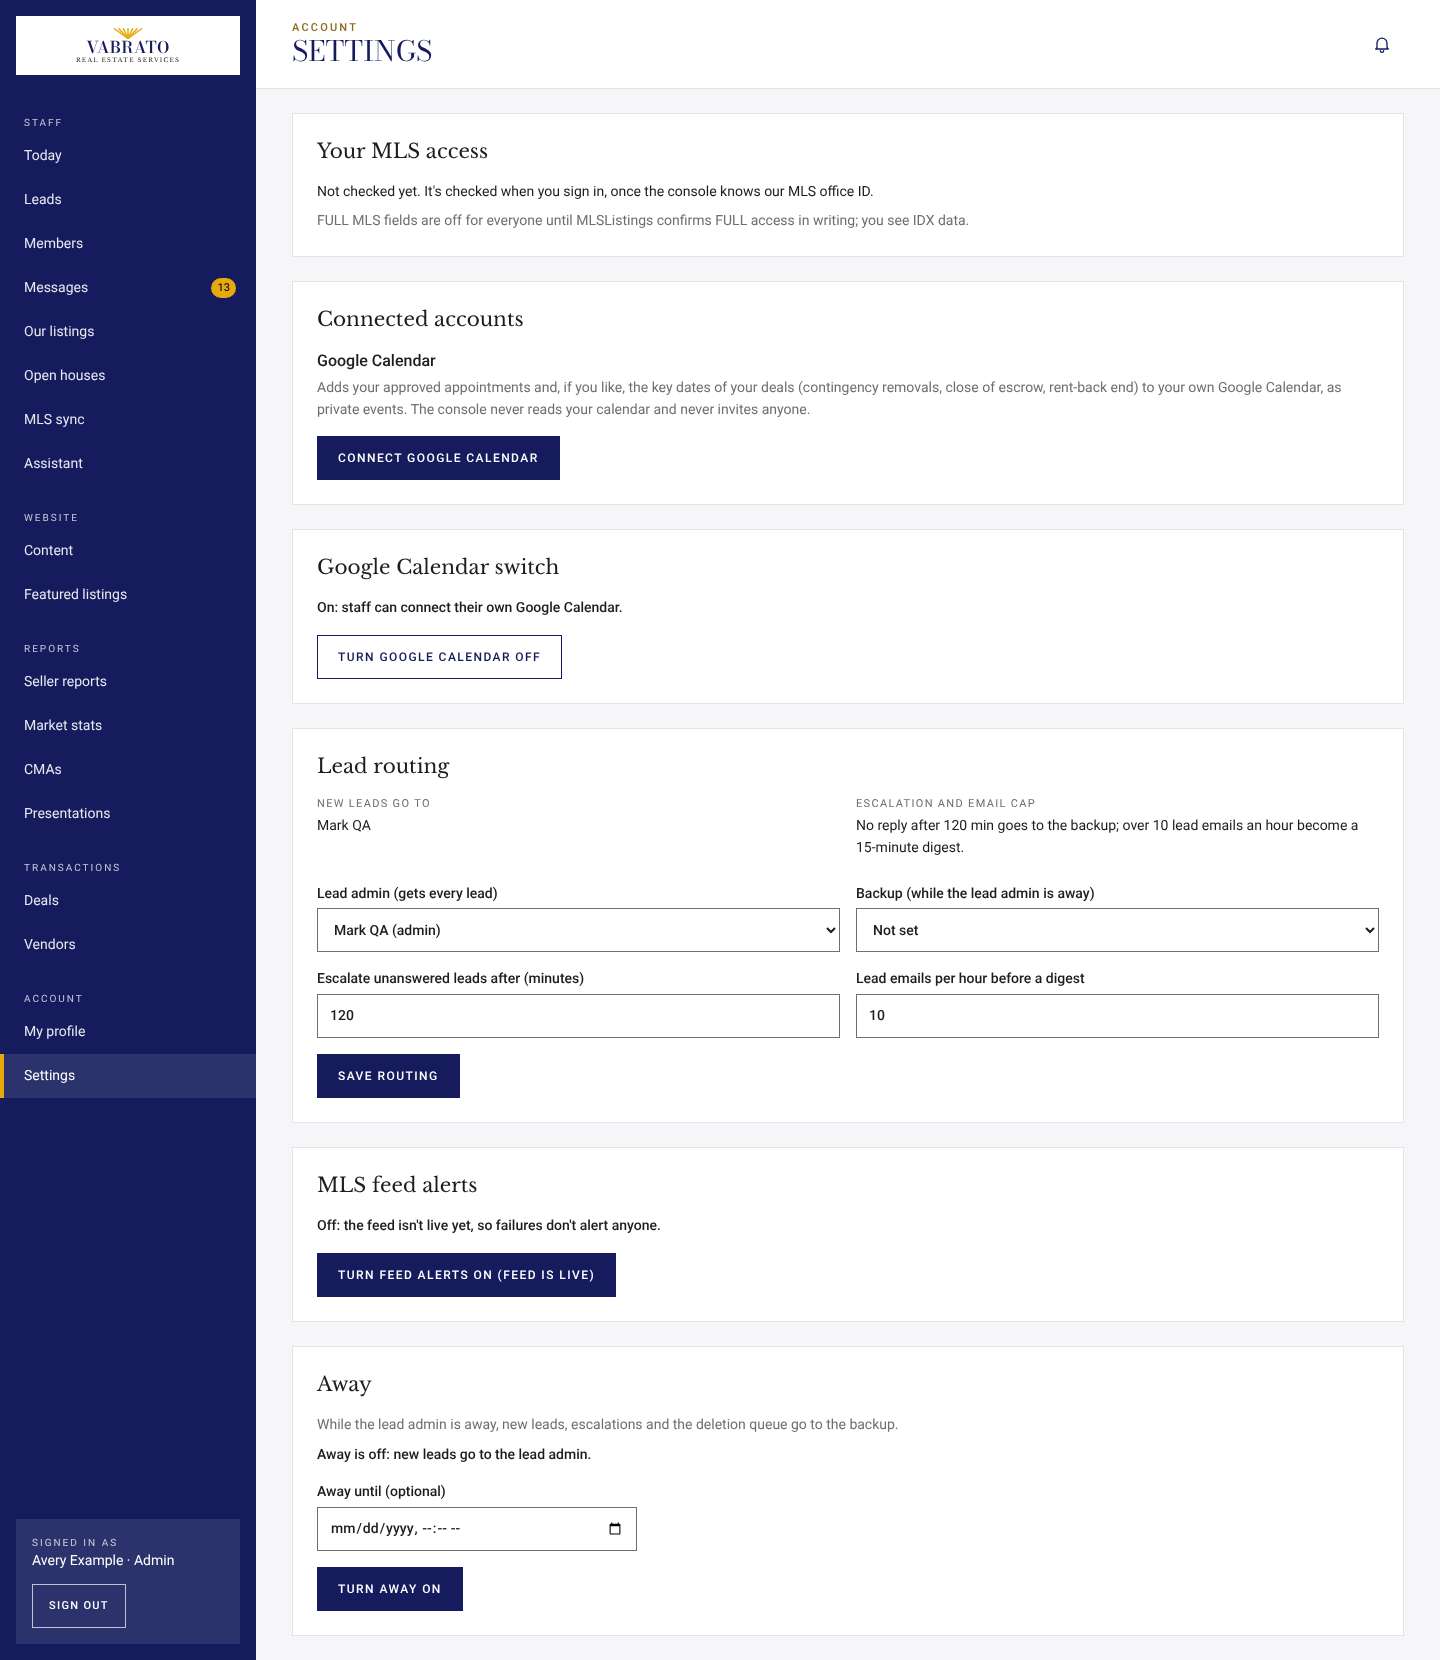 VABRATO
REAL ESTATE SERVICES
STAFF
Today
Leads
Members
Messages 13
Our listings
Open houses
MLS sync
Assistant
WEBSITE
Content
Featured listings
REPORTS
Seller reports
Market stats
CMAs
Presentations
TRANSACTIONS
Deals
Vendors
ACCOUNT
My profile
Settings
SIGNED IN AS
Avery Example · Admin
SIGN OUT
ACCOUNT
SETTINGS
Your MLS access
Not checked yet. It's checked when you sign in, once the console knows our MLS office ID.
FULL MLS fields are off for everyone until MLSListings confirms FULL access in writing; you see IDX data.
Connected accounts
Google Calendar
Adds your approved appointments and, if you like, the key dates of your deals (contingency removals, close of escrow, rent-back end) to your own Google Calendar, as
private events. The console never reads your calendar and never invites anyone.
CONNECT GOOGLE CALENDAR
Google Calendar switch
On: staff can connect their own Google Calendar.
TURN GOOGLE CALENDAR OFF
Lead routing
NEW LEADS GO TO
Mark QA
ESCALATION AND EMAIL CAP
No reply after 120 min goes to the backup; over 10 lead emails an hour become a
15-minute digest.
Lead admin (gets every lead)
Mark QA (admin)
Backup (while the lead admin is away)
Not set
Escalate unanswered leads after (minutes)
120
Lead emails per hour before a digest
10
SAVE ROUTING
MLS feed alerts
Off: the feed isn't live yet, so failures don't alert anyone.
TURN FEED ALERTS ON (FEED IS LIVE)
Away
While the lead admin is away, new leads, escalations and the deletion queue go to the backup.
Away is off: new leads go to the lead admin.
Away until (optional)
mm/dd/yyyy, --:-- --
TURN AWAY ON